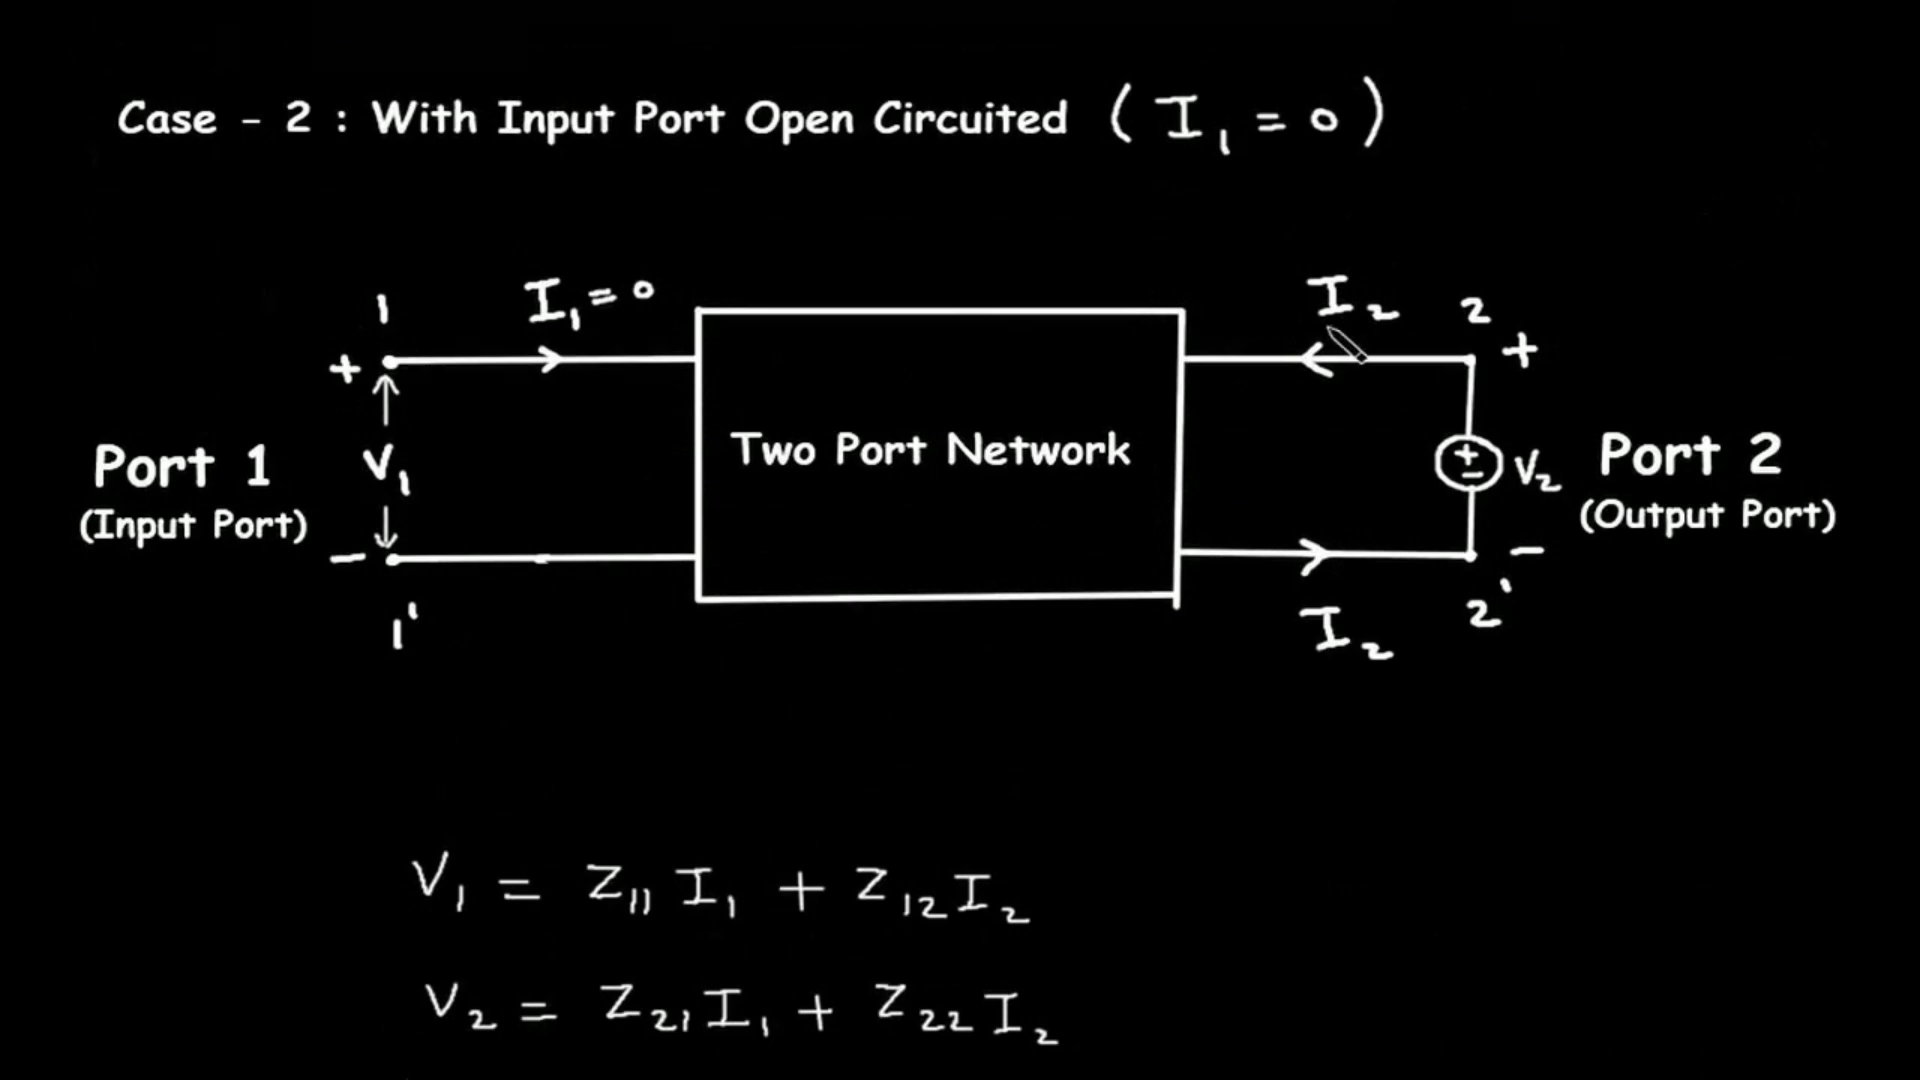 Case - 2 : With Input Port Open Circuited ( I₁ = 0 )
1
I₁ = 0
I₂
2
+
+
Port 1
(Input Port)
V₁
Two Port Network
+
-
V₂
Port 2
(Output Port)
-
-
1'
I₂
2'
V₁ = Z₁₁ I₁ + Z₁₂ I₂
V₂ = Z₂₁ I₁ + Z₂₂ I₂